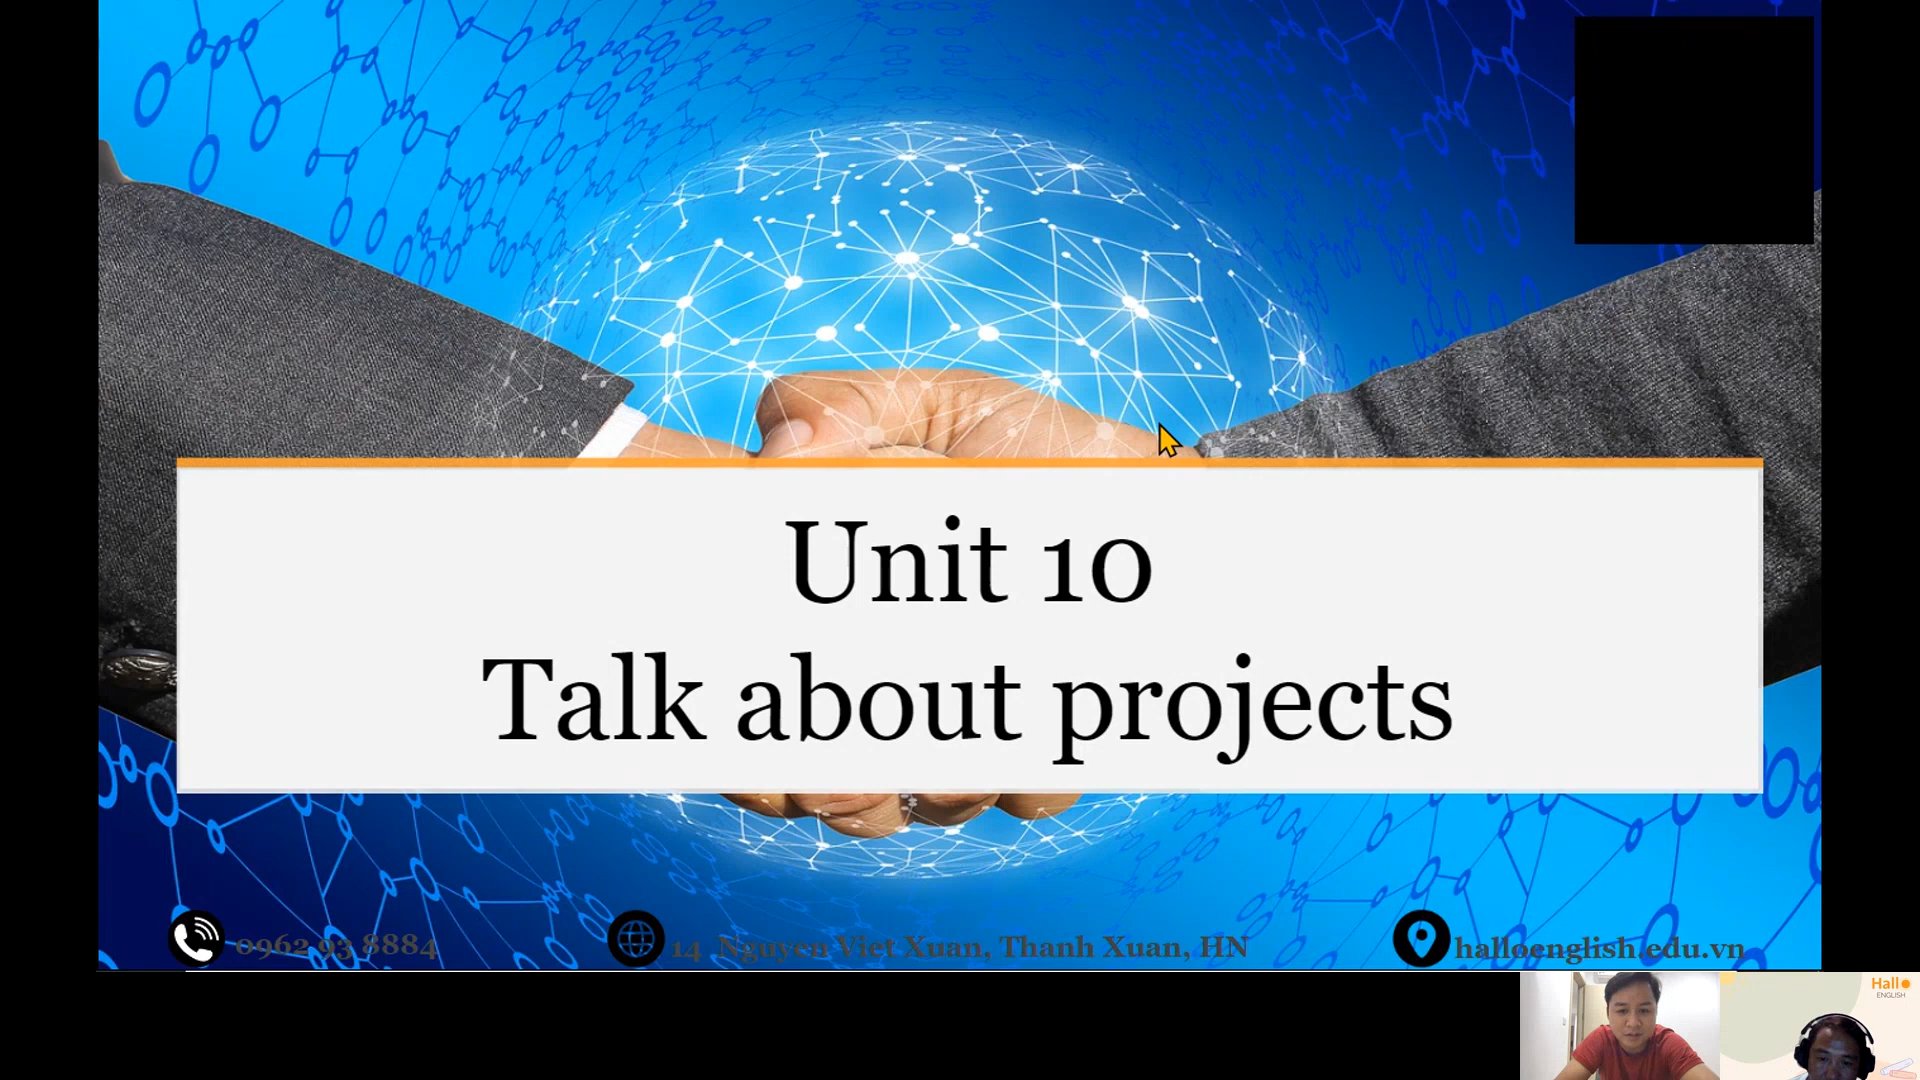 Unit 10
Talk about projects
0962 93 8884
14 Nguyen Viet Xuan, Thanh Xuan, HN
halloenglish.edu.vn
Hall
ENGLISH